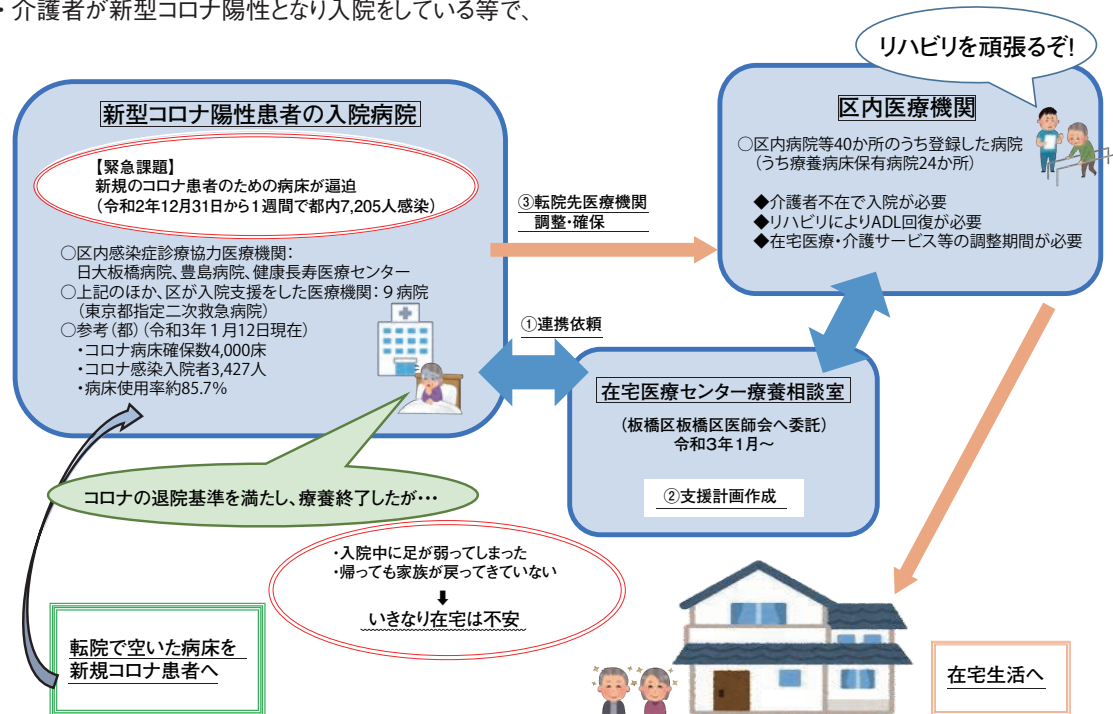 ・介護者が新型コロナ陽性となり入院をしている等で、
リハビリを頑張るぞ!
新型コロナ陽性患者の入院病院
【緊急課題】
新規のコロナ患者のための病床が逼迫
(令和2年12月31日から1週間で都内7,205人感染)
○区内感染症診療協力医療機関:
日大板橋病院、豊島病院、健康長寿医療センター
○上記のほか、区が入院支援をした医療機関:9病院
(東京都指定二次救急病院)
○参考(都)(令和3年1月12日現在)
・コロナ病床確保数4,000床
・コロナ感染入院者3,427人
・病床使用率約85.7%
③転院先医療機関
調整・確保
区内医療機関
○区内病院等40か所のうち登録した病院
(うち療養病床保有病院24か所)
◆介護者不在で入院が必要
◆リハビリによりADL回復が必要
◆在宅医療・介護サービス等の調整期間が必要
①連携依頼
在宅医療センター療養相談室
(板橋区板橋区医師会へ委託)
令和3年1月~
②支援計画作成
コロナの退院基準を満たし、療養終了したが・・・
・入院中に足が弱ってしまった
・帰っても家族が戻ってきていない
⬇
いきなり在宅は不安
転院で空いた病床を
新規コロナ患者へ
在宅生活へ